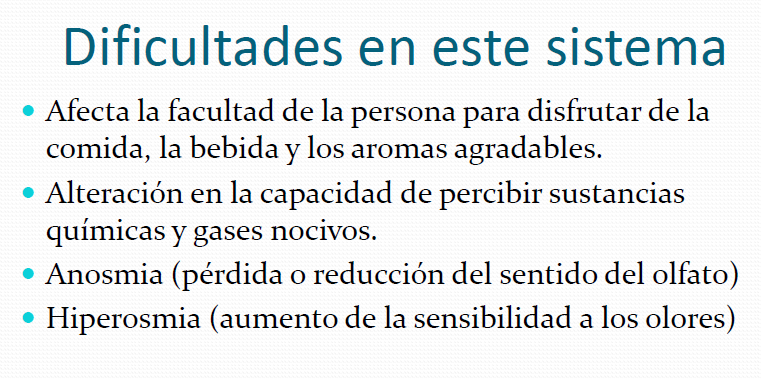 Dificultades en este sistema
• Afecta la facultad de la persona para disfrutar de la
comida, la bebida y los aromas agradables.
• Alteración en la capacidad de percibir sustancias
químicas y gases nocivos.
• Anosmia (pérdida o reducción del sentido del olfato)
• Hiperosmia (aumento de la sensibilidad a los olores)